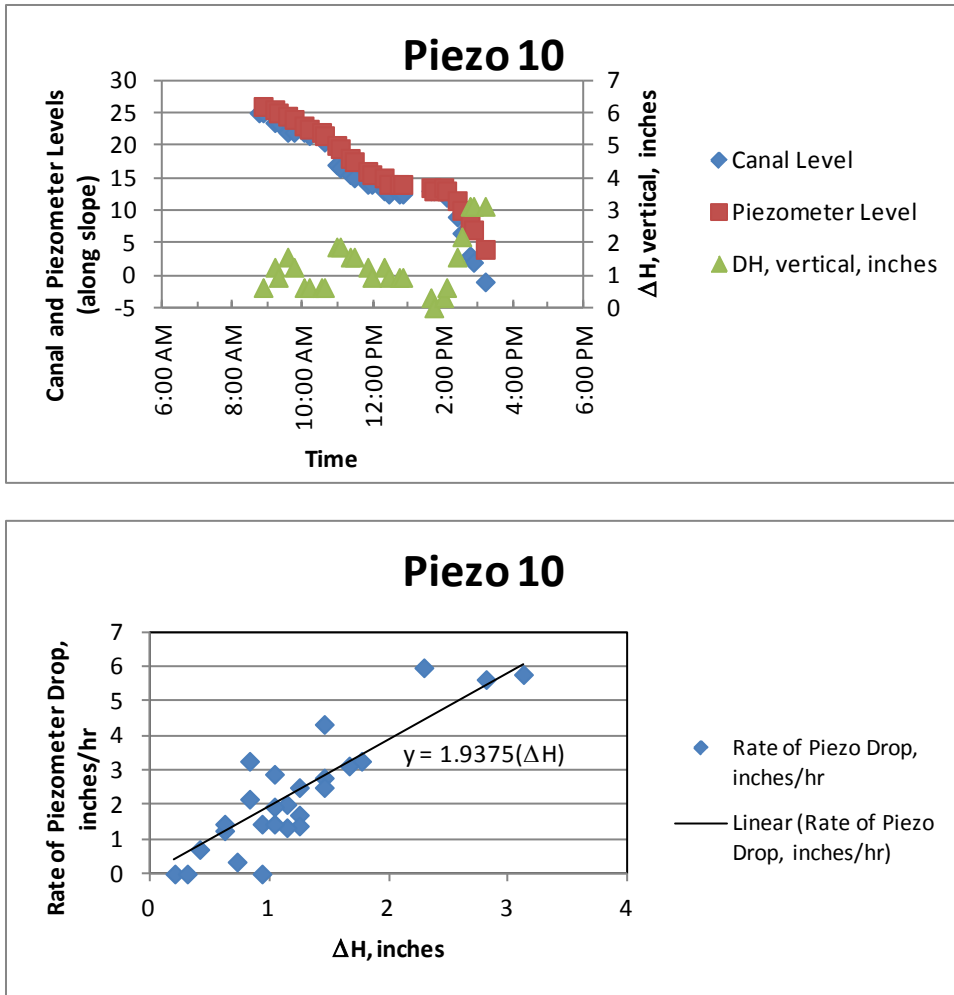 Piezo 10
Canal and Piezometer Levels
(along slope)
30
25
20
15
10
5
0
-5
7
6
5
4
3
2
1
0
ΔH, vertical, inches
6:00 AM
8:00 AM
10:00 AM
12:00 PM
2:00 PM
4:00 PM
6:00 PM
Time
Canal Level
Piezometer Level
DH, vertical, inches
Piezo 10
Rate of Piezometer Drop,
inches/hr
7
6
5
4
3
2
1
0
y = 1.9375(ΔH)
0
1
2
3
4
ΔH, inches
Rate of Piezo Drop,
inches/hr
Linear (Rate of Piezo
Drop, inches/hr)